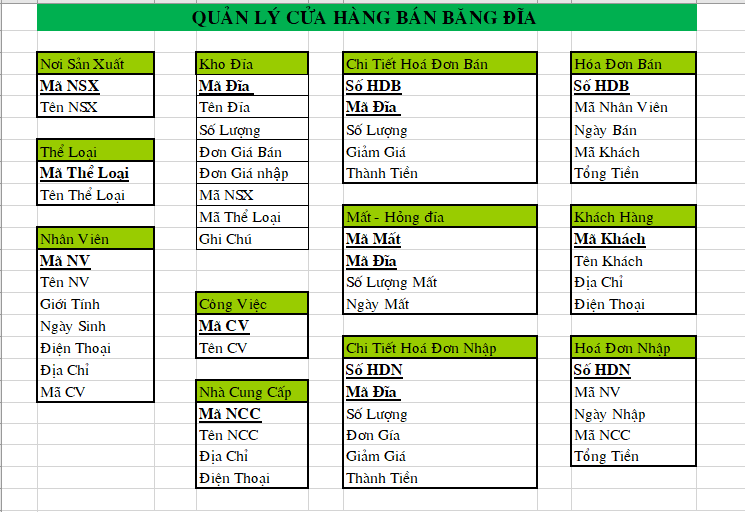 QUẢN LÝ CỬA HÀNG BÁN BĂNG ĐĨA
Nơi Sản Xuất
Mã NSX
Tên NSX
Thể Loại
Mã Thể Loại
Tên Thể Loại
Nhân Viên
Mã NV
Tên NV
Giới Tính
Ngày Sinh
Điện Thoại
Địa Chỉ
Mã CV
Kho Đĩa
Mã Đĩa
Tên Đĩa
Số Lượng
Đơn Giá Bán
Đơn Giá nhập
Mã NSX
Mã Thể Loại
Ghi Chú
Công Việc
Mã CV
Tên CV
Nhà Cung Cấp
Mã NCC
Tên NCC
Địa Chỉ
Điện Thoại
Chi Tiết Hoá Đơn Bán
Số HDB
Mã Đĩa
Số Lượng
Giảm Giá
Thành Tiền
Mất - Hỏng đĩa
Mã Mất
Mã Đĩa
Số Lượng Mất
Ngày Mất
Chi Tiết Hoá Đơn Nhập
Số HDN
Mã Đĩa
Số Lượng
Đơn Gía
Giảm Giá
Thành Tiền
Hóa Đơn Bán
Số HDB
Mã Nhân Viên
Ngày Bán
Mã Khách
Tổng Tiền
Khách Hàng
Mã Khách
Tên Khách
Địa Chỉ
Điện Thoại
Hoá Đơn Nhập
Số HDN
Mã NV
Ngày Nhập
Mã NCC
Tổng Tiền